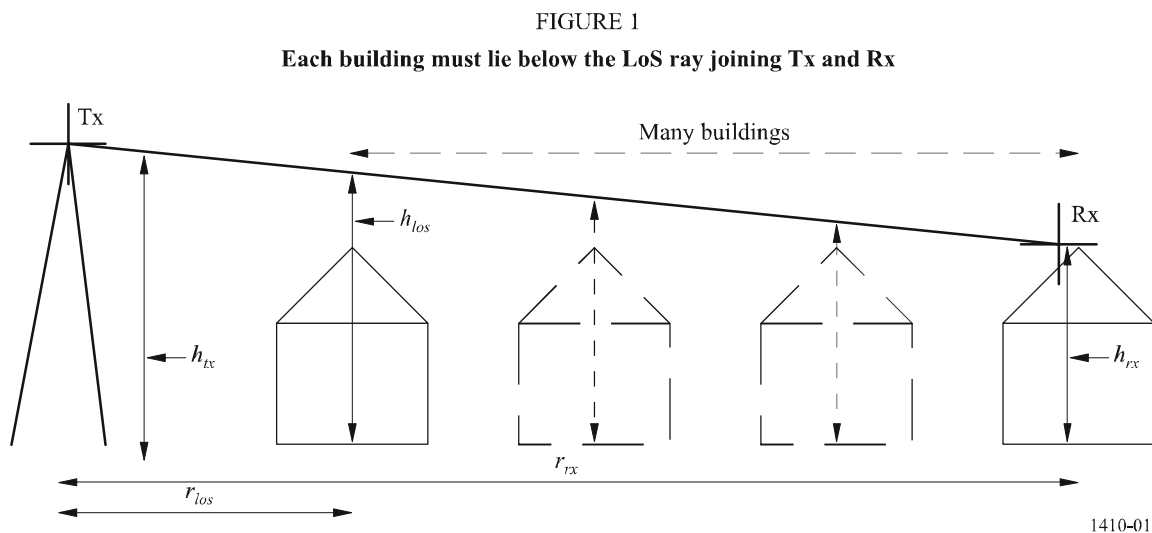 FIGURE 1
Each building must lie below the LoS ray joining Tx and Rx
Tx
Many buildings
h_los
Rx
h_tx
h_rx
r_rx
r_los
1410-01